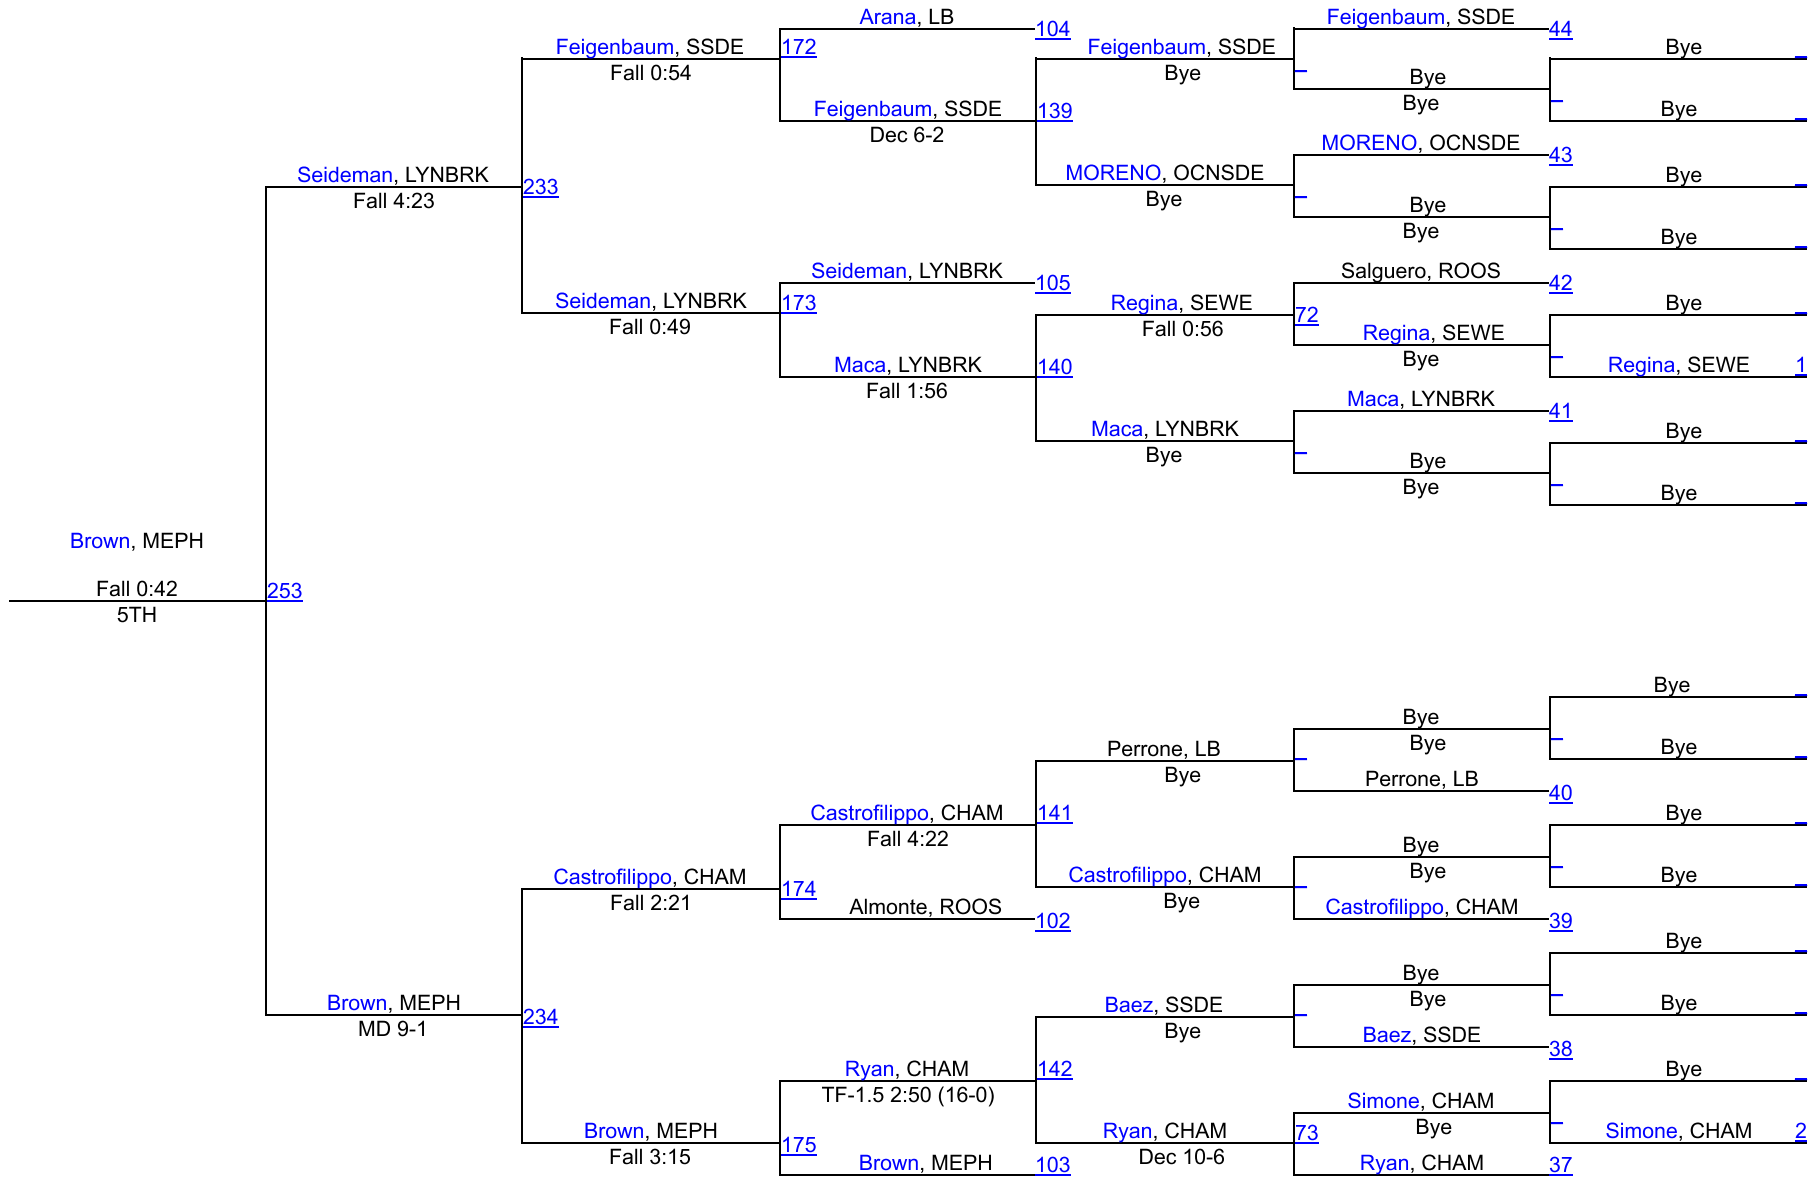 Arana, LB
104
Feigenbaum, SSDE
44
Feigenbaum, SSDE
172
Feigenbaum, SSDE
Bye
Fall 0:54
Bye
Bye
Bye
Feigenbaum, SSDE
139
Bye
Dec 6-2
MORENO, OCNSDE
43
Seideman, LYNBRK
MORENO, OCNSDE
Bye
Fall 4:23
233
Bye
Bye
Bye
Bye
Seideman, LYNBRK
105
Salguero, ROOS
42
Seideman, LYNBRK
173
Regina, SEWE
Bye
Fall 0:49
Fall 0:56
72
Regina, SEWE
Maca, LYNBRK
140
Bye
Regina, SEWE
1
Fall 1:56
Maca, LYNBRK
41
Maca, LYNBRK
Bye
Bye
Bye
Bye
Bye
Brown, MEPH
Fall 0:42
253
5TH
Bye
Bye
Perrone, LB
Bye
Bye
Bye
Perrone, LB
40
Castrofilippo, CHAM
141
Bye
Fall 4:22
Bye
Castrofilippo, CHAM
174
Castrofilippo, CHAM
Bye
Bye
Fall 2:21
Bye
Almonte, ROOS
102
Castrofilippo, CHAM
39
Bye
Bye
Brown, MEPH
234
Baez, SSDE
Bye
Bye
MD 9-1
Bye
Baez, SSDE
38
Ryan, CHAM
142
Bye
TF-1.5 2:50 (16-0)
Simone, CHAM
Brown, MEPH
175
Ryan, CHAM
73
Bye
Simone, CHAM
2
Fall 3:15
Dec 10-6
Brown, MEPH
103
Ryan, CHAM
37